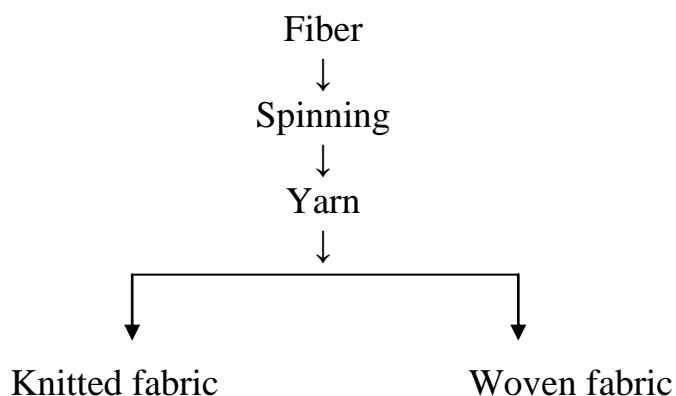 Fiber
↓
Spinning
↓
Yarn
↓
Knitted fabric Woven fabric